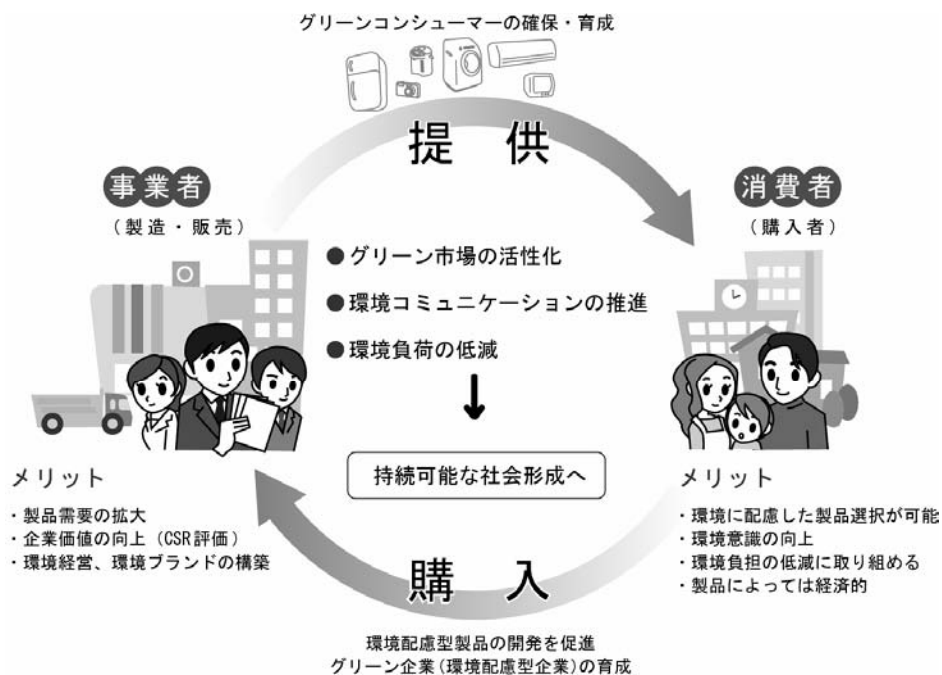 グリーンコンシューマーの確保・育成
提 供
事業者
(製造・販売)
消費者
(購入者)
●グリーン市場の活性化
●環境コミュニケーションの推進
●環境負荷の低減
持続可能な社会形成へ
メリット
・製品需要の拡大
・企業価値の向上(CSR評価)
・環境経営、環境ブランドの構築
メリット
・環境に配慮した製品選択が可能
・環境意識の向上
・環境負担の低減に取り組める
・製品によっては経済的
購 入
環境配慮型製品の開発を促進
グリーン企業(環境配慮型企業)の育成